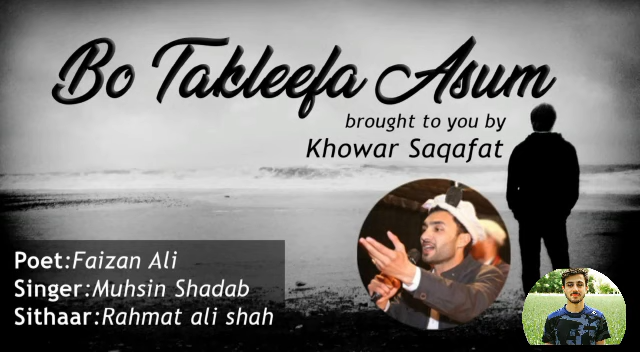 Bo Takleefa Asum
brought to you by
Khowar Saqafat
Poet:Faizan Ali
Singer:Muhsin Shadab
Sithaar:Rahmat ali shah